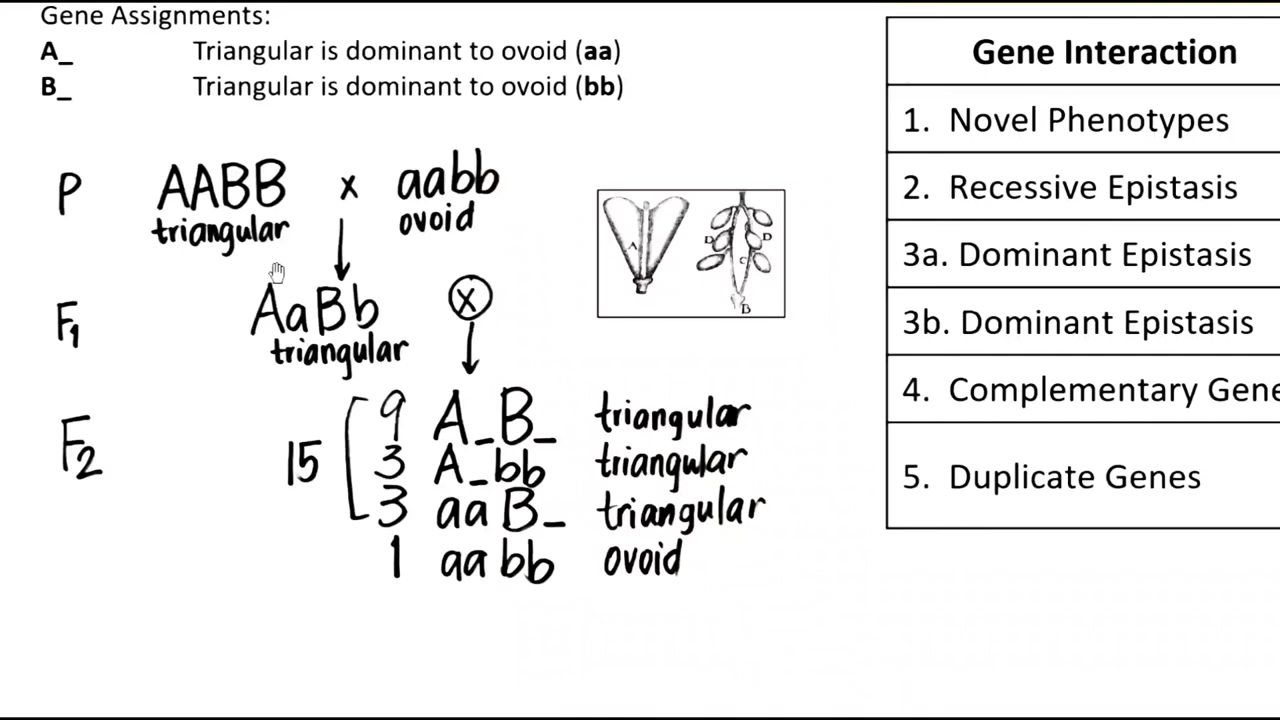 Gene Assignments:
A_ Triangular is dominant to ovoid (aa)
B_ Triangular is dominant to ovoid (bb)
P AABB x aabb
triangular ovoid
F1 AaBb x
triangular
F2
15
9 A_B_ triangular
3 A_bb triangular
3 aaB_ triangular
1 aabb ovoid
A
D D
C
B
Gene Interaction
1. Novel Phenotypes
2. Recessive Epistasis
3a. Dominant Epistasis
3b. Dominant Epistasis
4. Complementary Gene
5. Duplicate Genes